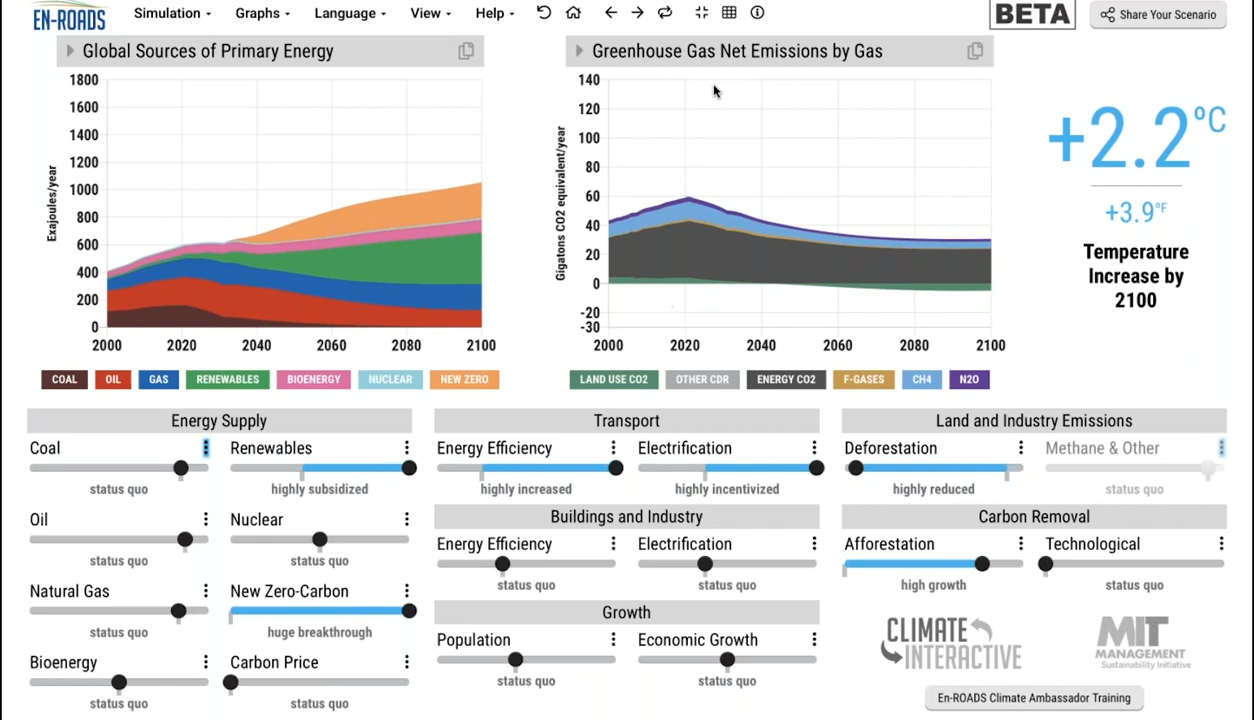 EN-ROADS
Simulation
Graphs
Language
View
Help
BETA
Share Your Scenario
Global Sources of Primary Energy
1800
1600
1400
1200
1000
800
600
400
200
0
Exajoules/year
2000 2020 2040 2060 2080 2100
COAL OIL GAS RENEWABLES BIOENERGY NUCLEAR NEW ZERO
Greenhouse Gas Net Emissions by Gas
140
120
100
80
60
40
20
0
-20
-30
Gigatons CO2 equivalent/year
2000 2020 2040 2060 2080 2100
LAND USE CO2 OTHER CDR ENERGY CO2 F-GASES CH4 N2O
+2.2ºC
+3.9°F
Temperature
Increase by
2100
Energy Supply
Coal
status quo
Renewables
highly subsidized
Oil
status quo
Nuclear
status quo
Natural Gas
status quo
New Zero-Carbon
huge breakthrough
Bioenergy
status quo
Carbon Price
status quo
Transport
Energy Efficiency
highly increased
Electrification
highly incentivized
Buildings and Industry
Energy Efficiency
status quo
Electrification
status quo
Growth
Population
status quo
Economic Growth
status quo
Land and Industry Emissions
Deforestation
highly reduced
Methane & Other
status quo
Carbon Removal
Afforestation
high growth
Technological
status quo
CLIMATE
INTERACTIVE
MIT
MANAGEMENT
Sustainability Initiative
En-ROADS Climate Ambassador Training